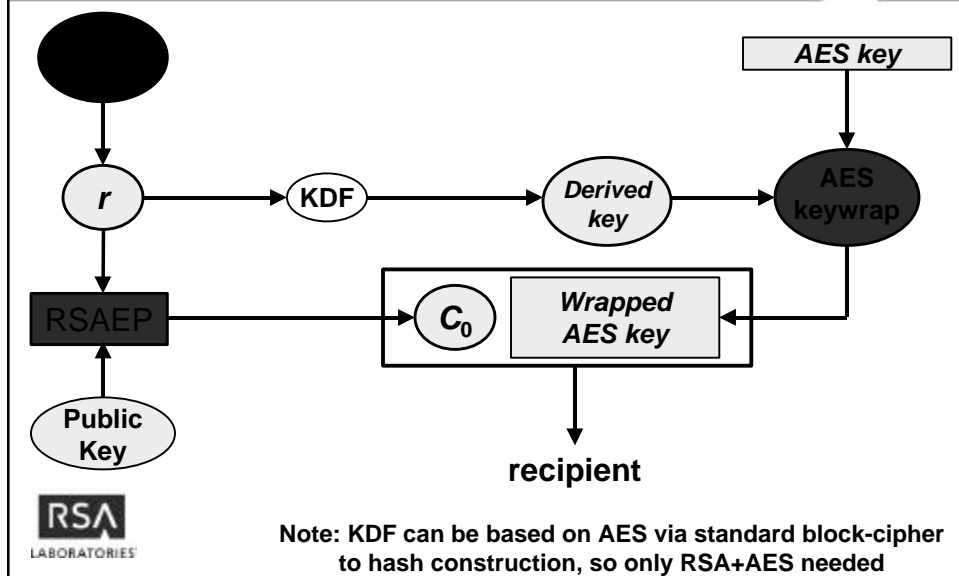 AES key
r
KDF
Derived
key
AES
keywrap
RSAEP
C0
Wrapped
AES key
Public
Key
recipient
RSA
LABORATORIES
Note: KDF can be based on AES via standard block-cipher
to hash construction, so only RSA+AES needed